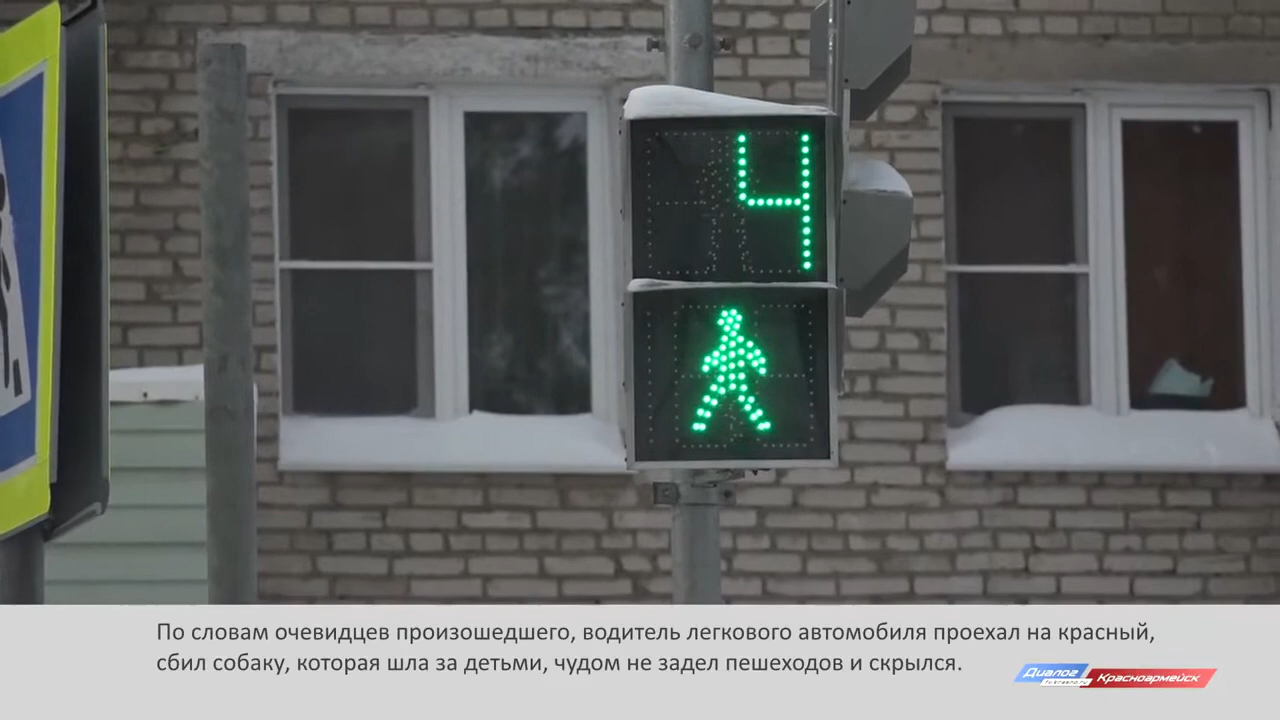 4
По словам очевидцев произошедшего, водитель легкового автомобиля проехал на красный,
сбил собаку, которая шла за детьми, чудом не задел пешеходов и скрылся.
Диалог
Красноармейск